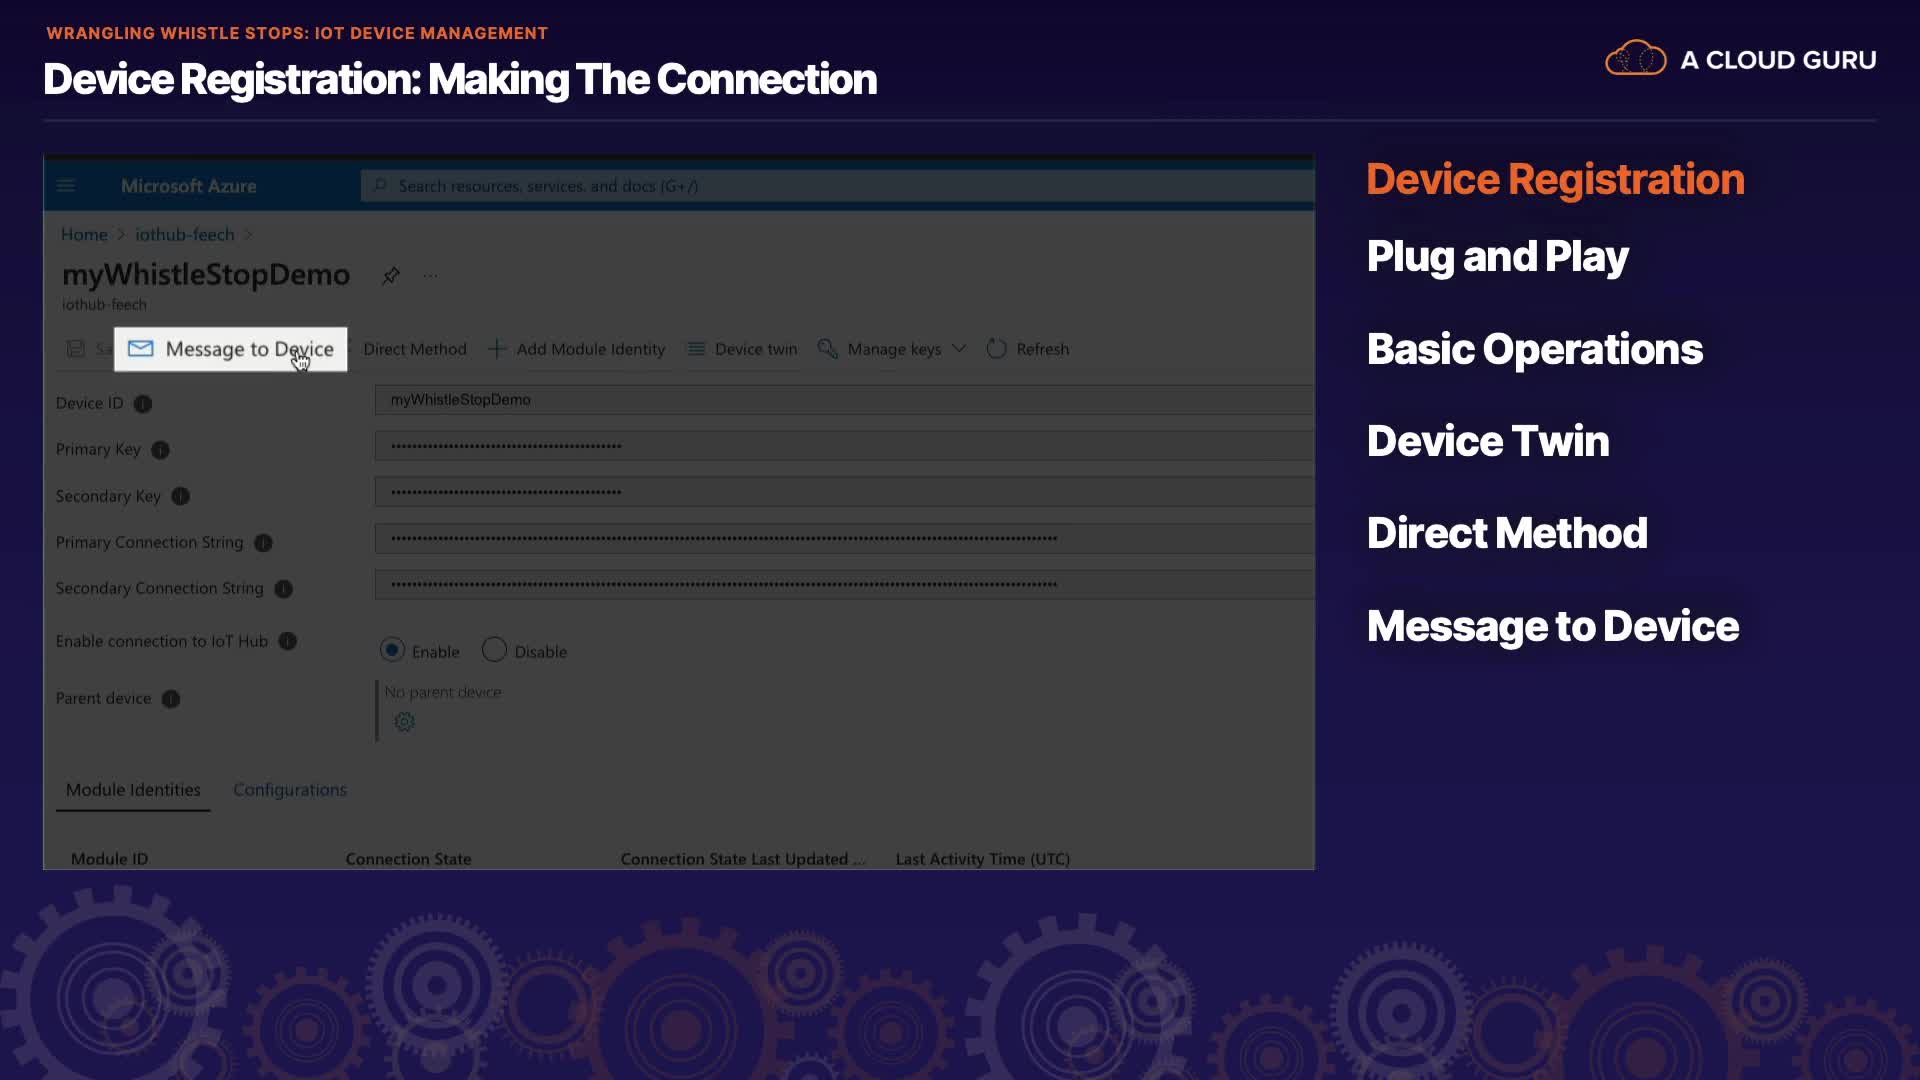 WRANGLING WHISTLE STOPS: IOT DEVICE MANAGEMENT
Device Registration: Making The Connection
A CLOUD GURU
Microsoft Azure
Search resources, services, and docs (G+/)
Home > iothub-feech >
myWhistleStopDemo
iothub-feech
Message to Device
Direct Method
Add Module Identity
Device twin
Manage keys
Refresh
Device ID
myWhistleStopDemo
Primary Key
Secondary Key
Primary Connection String
Secondary Connection String
Enable connection to IoT Hub
Enable
Disable
Parent device
No parent device
Module Identities
Configurations
Module ID
Connection State
Connection State Last Updated ...
Last Activity Time (UTC)
Device Registration
Plug and Play
Basic Operations
Device Twin
Direct Method
Message to Device